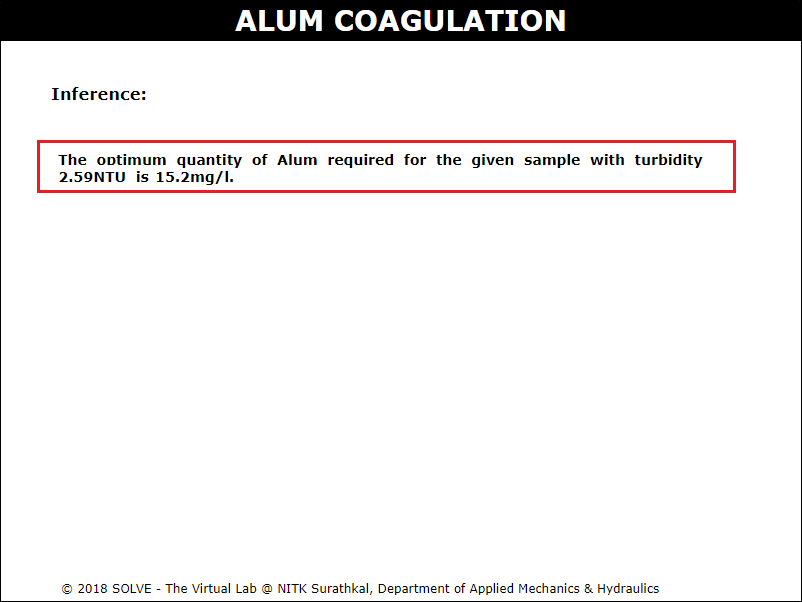 ALUM COAGULATION
Inference:
The optimum quantity of Alum required for the given sample with turbidity
2.59NTU is 15.2mg/l.
© 2018 SOLVE - The Virtual Lab @ NITK Surathkal, Department of Applied Mechanics & Hydraulics